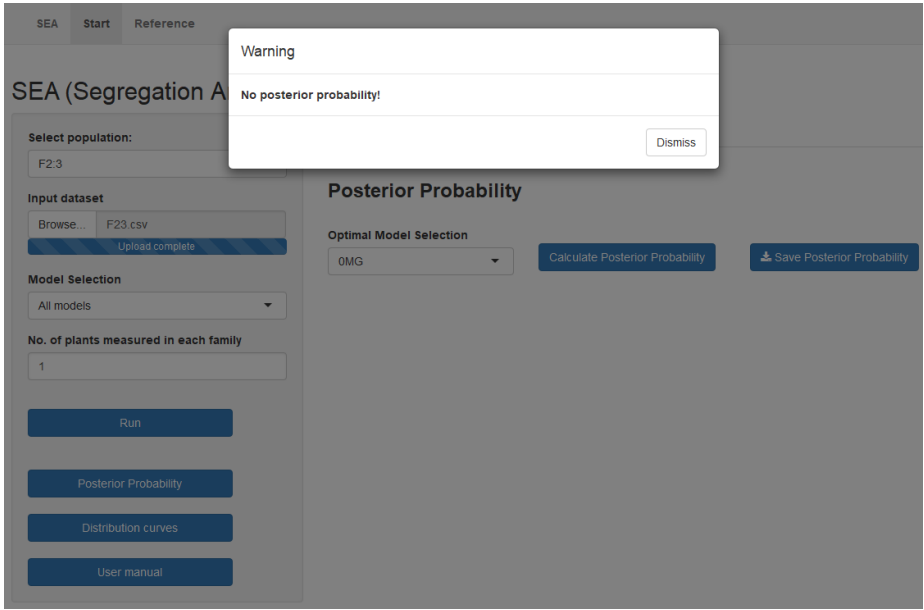 SEA Start Reference
Warning
SEA (Segregation A
No posterior probability!
Dismiss
Select population:
F2:3
Input dataset
Browse... F23.csv
Upload complete
Model Selection
All models
No. of plants measured in each family
1
Run
Posterior Probability
Distribution curves
User manual
Posterior Probability
Optimal Model Selection
0MG
Calculate Posterior Probability
Save Posterior Probability